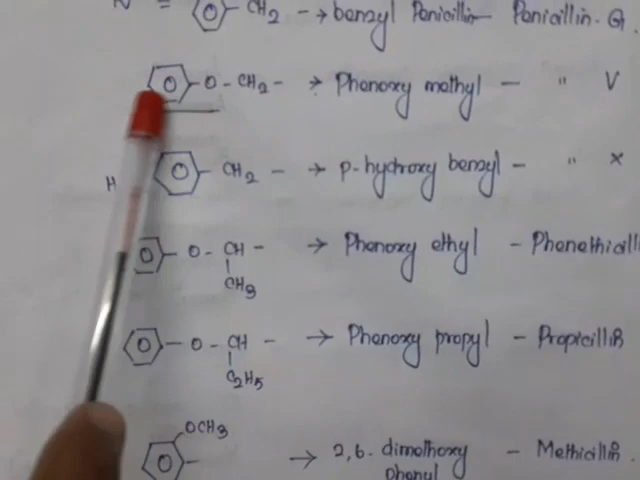 R = -CH2 -> benzyl Penicillin - Penicillin - G
-O-CH2- -> Phenoxy methyl - " V
H -CH2 - -> p-hydroxy benzyl - " X
-O-CH- -> Phenoxy ethyl - Phenethicilli
CH3
-O-CH- -> Phenoxy propyl - Propicillin
C2H5
OCH3
-> 2,6-dimethoxy - Methicillin.
phenyl